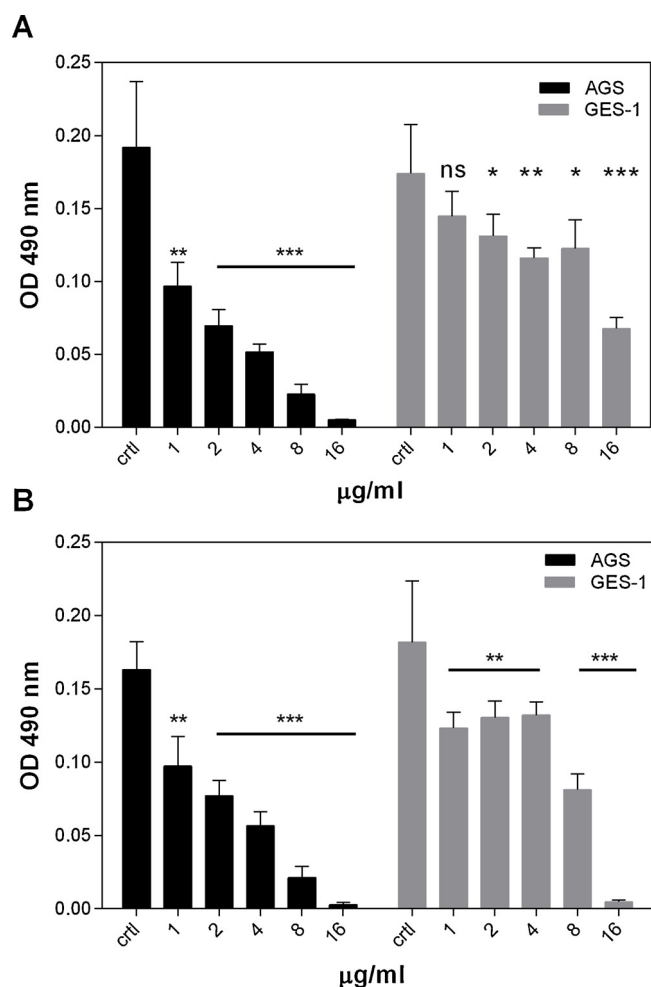 A
0.25
0.20
0.15
0.10
0.05
0.00
OD 490 nm
AGS
GES-1
** ***
ns * ** * ***
crtl 1 2 4 8 16 crtl 1 2 4 8 16
μg/ml
B
0.25
0.20
0.15
0.10
0.05
0.00
OD 490 nm
AGS
GES-1
** ***
** ***
crtl 1 2 4 8 16 crtl 1 2 4 8 16
μg/ml